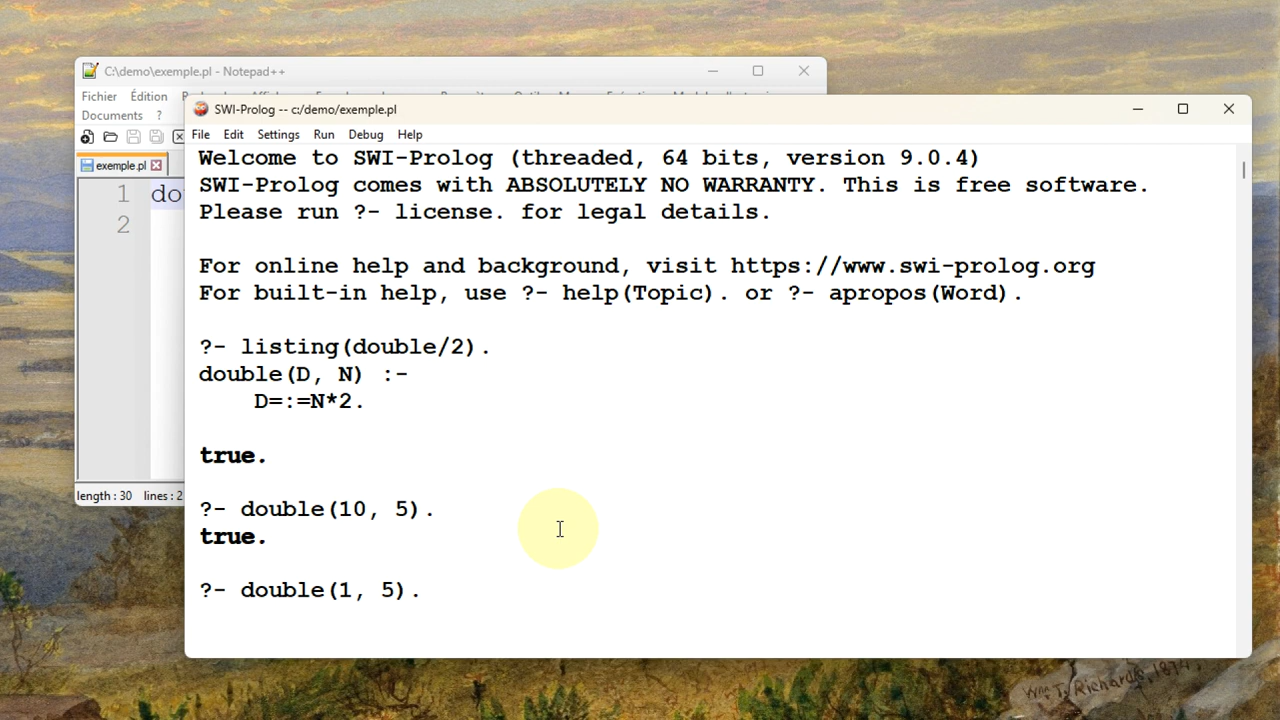 C:\demo\exemple.pl - Notepad++
Fichier Édition
Documents ?
exemple.pl
1 do
2
length : 30 lines : 2
SWI-Prolog -- c:/demo/exemple.pl
File Edit Settings Run Debug Help
Welcome to SWI-Prolog (threaded, 64 bits, version 9.0.4)
SWI-Prolog comes with ABSOLUTELY NO WARRANTY. This is free software.
Please run ?- license. for legal details.
For online help and background, visit https://www.swi-prolog.org
For built-in help, use ?- help(Topic). or ?- apropos(Word).
?- listing(double/2).
double(D, N) :-
D=:=N*2.
true.
?- double(10, 5).
true.
?- double(1, 5).
Wm. T. Richards, 1874.